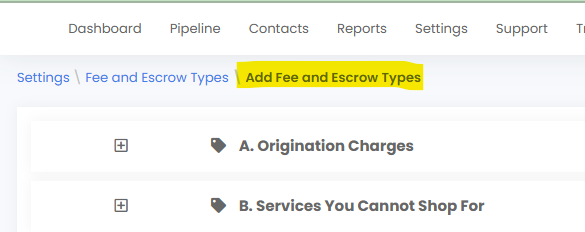 Dashboard Pipeline Contacts Reports Settings Support
Settings \ Fee and Escrow Types \ Add Fee and Escrow Types
A. Origination Charges
B. Services You Cannot Shop For